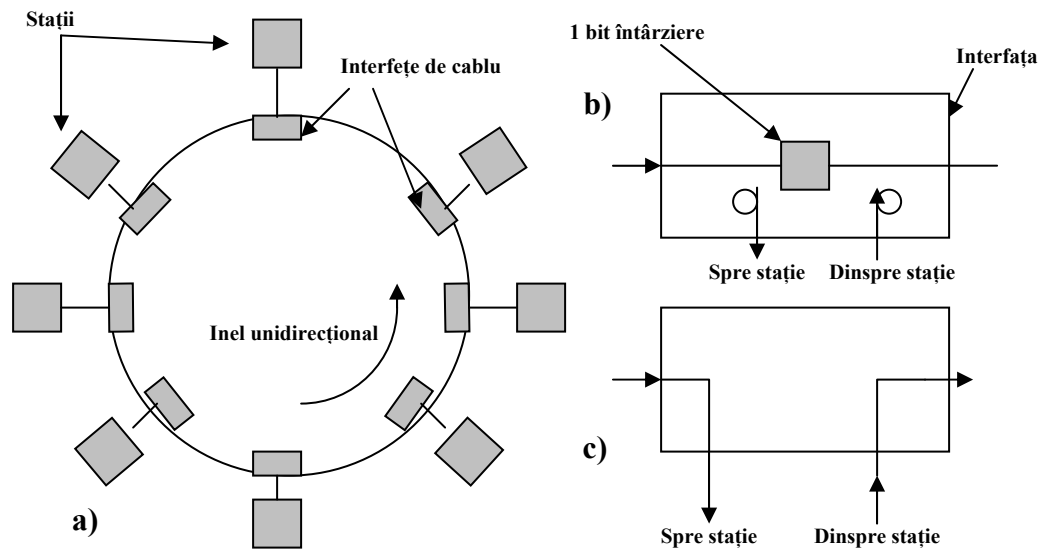 Stații
Interfețe de cablu
Inel unidirecțional
a)
1 bit întârziere
Interfața
b)
Spre stație Dinspre stație
c)
Spre stație Dinspre stație